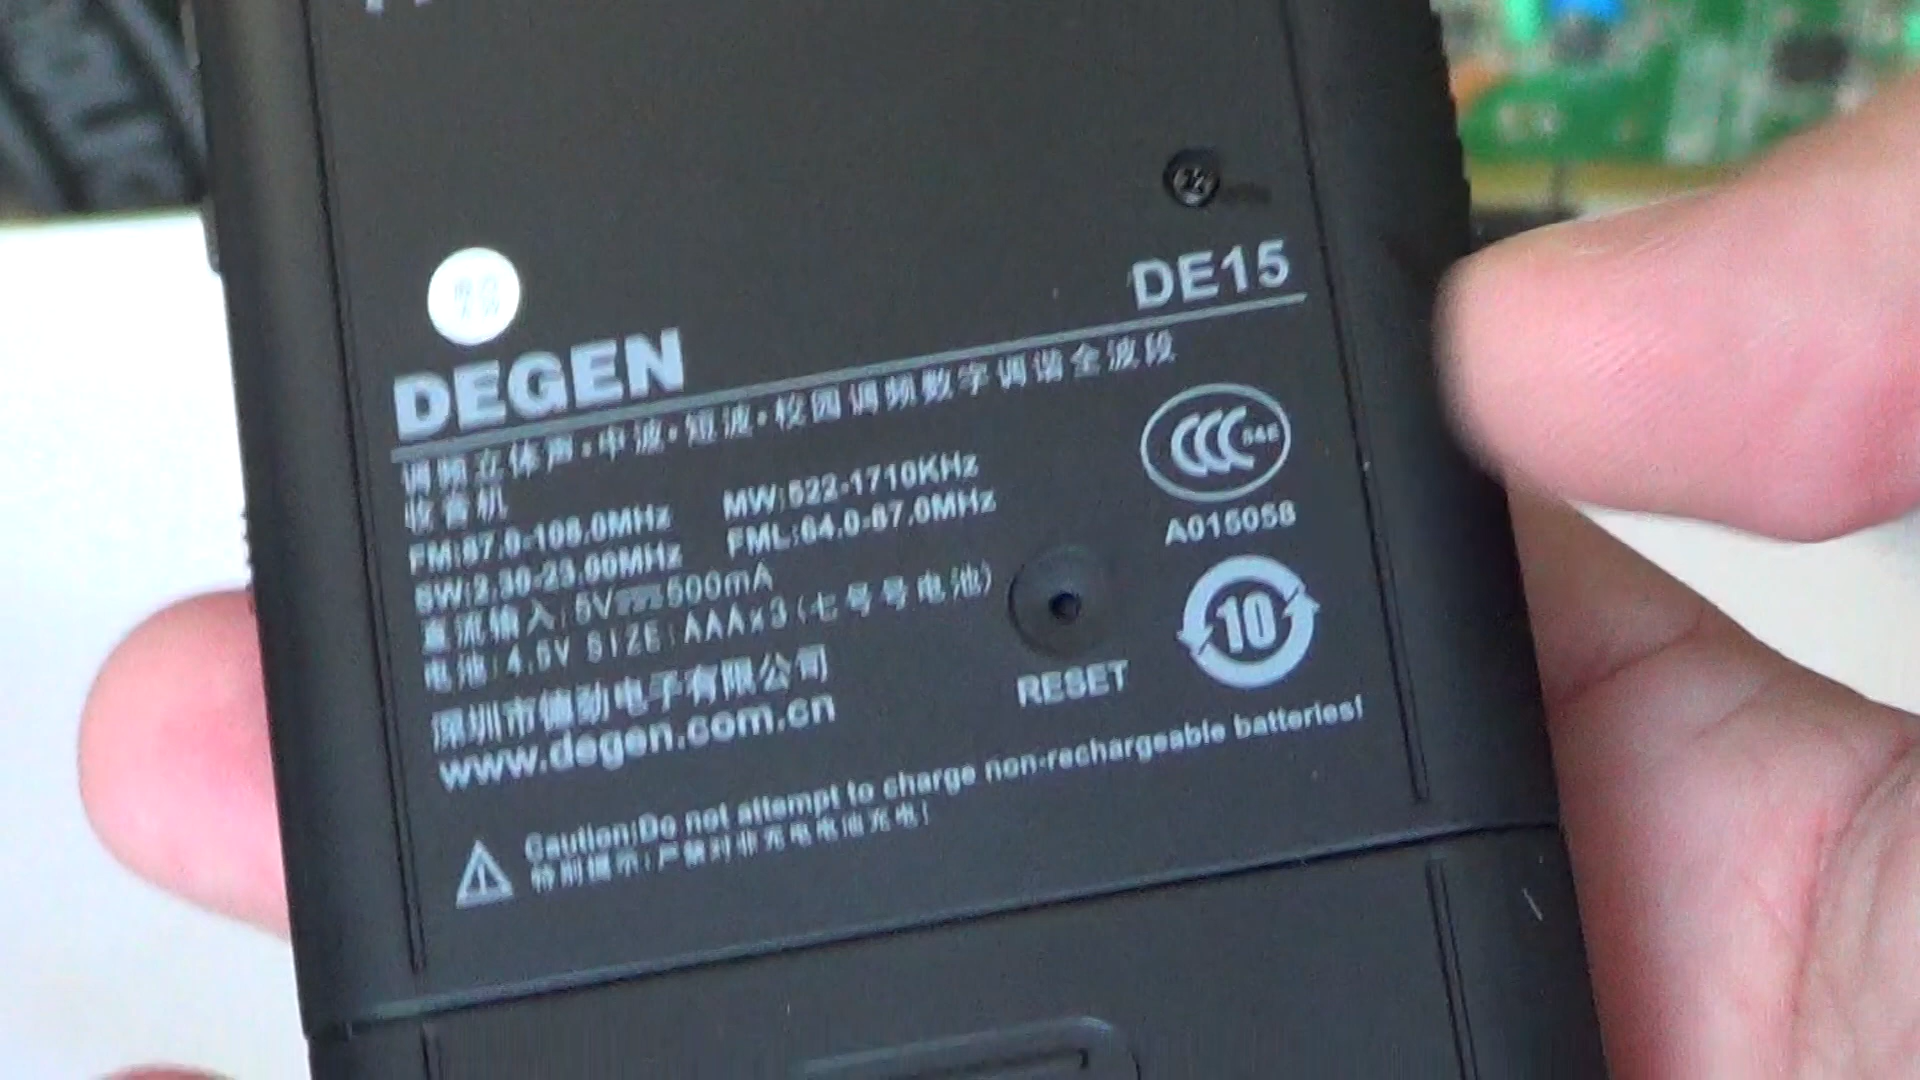 DE15
DEGEN
调频立体声·中波·短波·校园调频数字调谐全波段
收音机
FM:87.0-108.0MHz MW:522-1710KHz
SW:2.30-23.00MHz FML:64.0-87.0MHz
直流输入:5V⎓500mA
电池:4.5V SIZE:AAAx3(七号号电池)
深圳市德劲电子有限公司
www.degen.com.cn
CCC S&E
A015058
10
RESET
Caution:Do not attempt to charge non-rechargeable batteries!
特别提示:严禁对非充电电池充电!